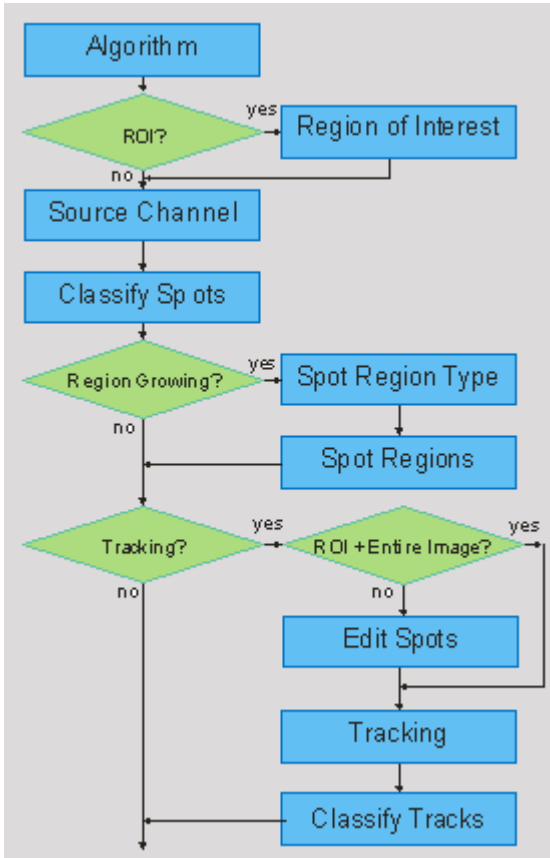 Algorithm
yes
ROI?
Region of Interest
no
Source Channel
Classify Spots
yes
Region Growing?
Spot Region Type
no
Spot Regions
yes
yes
Tracking?
ROI +Entire Image?
no
no
Edit Spots
Tracking
Classify Tracks